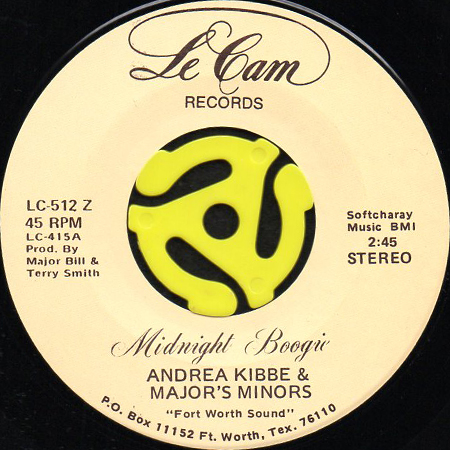 Le Cam
RECORDS
LC-512 Z
45 RPM
LC-415A
Prod. By
Major Bill &
Terry Smith
Softcharay
Music BMI
2:45
STEREO
Midnight Boogie
ANDREA KIBBE &
MAJOR'S MINORS
"Fort Worth Sound"
P.O. Box 11152 Ft. Worth, Tex. 76110